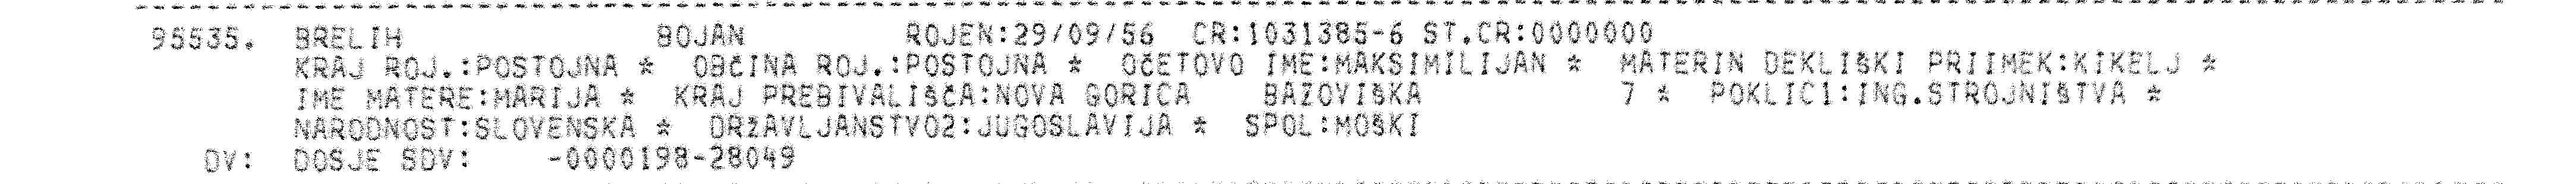 95535. BRELIH BOJAN ROJEN:29/09/56 CR:1031385-6 ST.CR:0000000
KRAJ ROJ.:POSTOJNA * OBČINA ROJ.:POSTOJNA * OČETOVO IME:MAKSIMILIJAN * MATERIN DEKLIŠKI PRIIMEK:KIKELJ *
IME MATERE:MARIJA * KRAJ PREBIVALIŠČA:NOVA GORICA BAZOVIŠKA 7 * POKLIC1:ING.STROJNIŠTVA *
NARODNOST:SLOVENSKA * DRŽAVLJANSTVO2:JUGOSLAVIJA * SPOL:MOŠKI
DV: DOSJE SDV: -0000198-28049